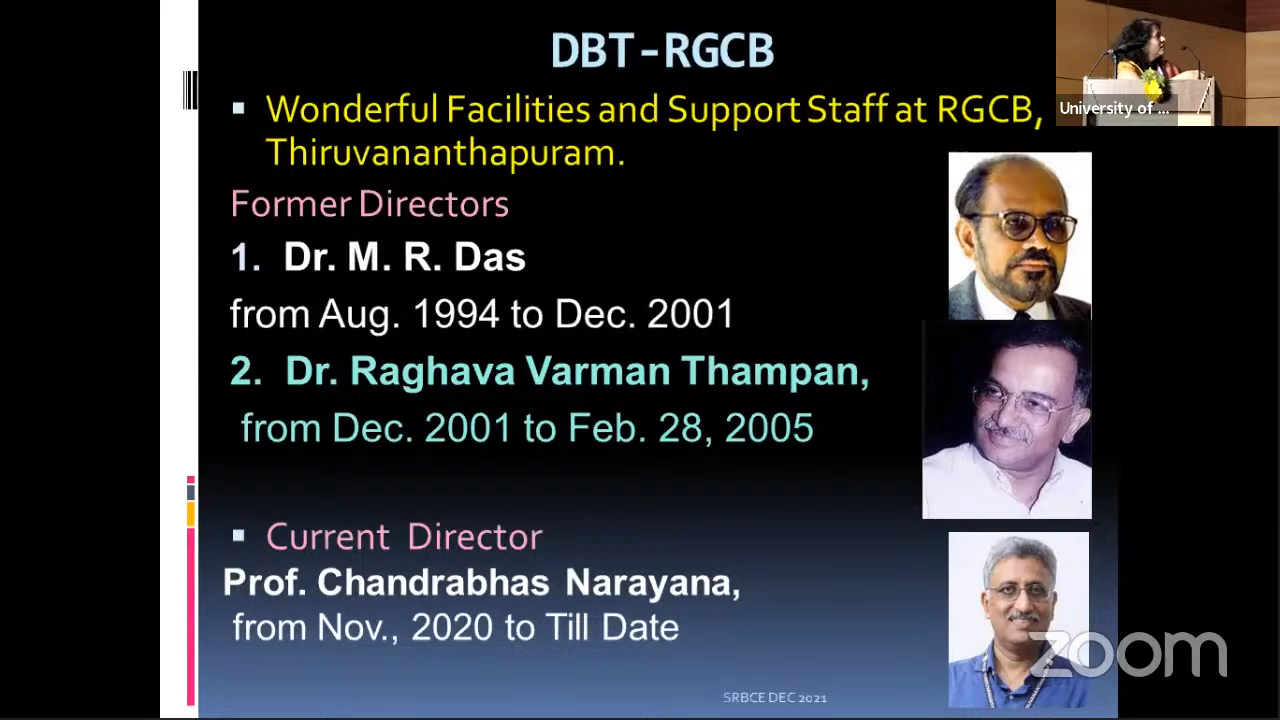 DBT-RGCB
University of ...
Wonderful Facilities and Support Staff at RGCB,
Thiruvananthapuram.
Former Directors
1. Dr. M. R. Das
from Aug. 1994 to Dec. 2001
2. Dr. Raghava Varman Thampan,
from Dec. 2001 to Feb. 28, 2005
Current Director
Prof. Chandrabhas Narayana,
from Nov., 2020 to Till Date
zoom
SRBCE DEC 2021